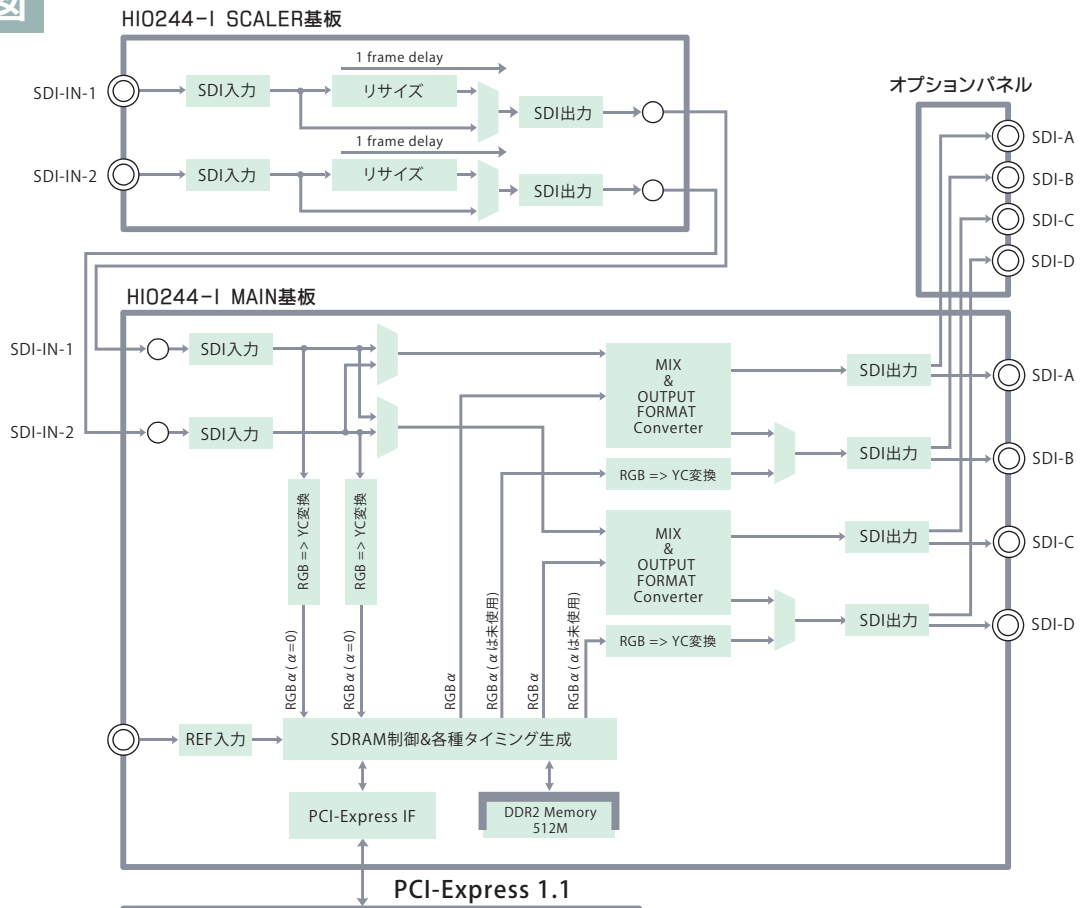 図
HIO244-I SCALER基板
1 frame delay
SDI-IN-1
SDI入力
リサイズ
SDI出力
1 frame delay
SDI-IN-2
SDI入力
リサイズ
SDI出力
オプションパネル
SDI-A
SDI-B
SDI-C
SDI-D
HIO244-I MAIN基板
SDI-IN-1
SDI入力
SDI-IN-2
SDI入力
MIX
&
OUTPUT
FORMAT
Converter
RGB => YC変換
MIX
&
OUTPUT
FORMAT
Converter
RGB => YC変換
SDI出力
SDI-A
SDI出力
SDI-B
SDI出力
SDI-C
SDI出力
SDI-D
RGB => YC変換
RGB => YC変換
RGBα(α=0)
RGBα(α=0)
RGBα
RGBα(αは未使用)
RGBα
RGBα(αは未使用)
REF入力
SDRAM制御&各種タイミング生成
PCI-Express IF
DDR2 Memory
512M
PCI-Express 1.1